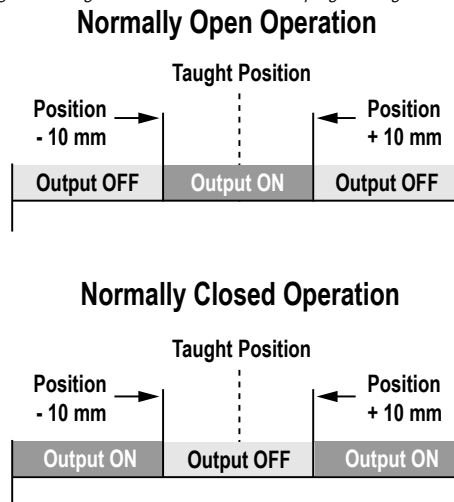 Normally Open Operation
Taught Position
Position
- 10 mm
Position
+ 10 mm
Output OFF
Output ON
Output OFF
Normally Closed Operation
Taught Position
Position
- 10 mm
Position
+ 10 mm
Output ON
Output OFF
Output ON